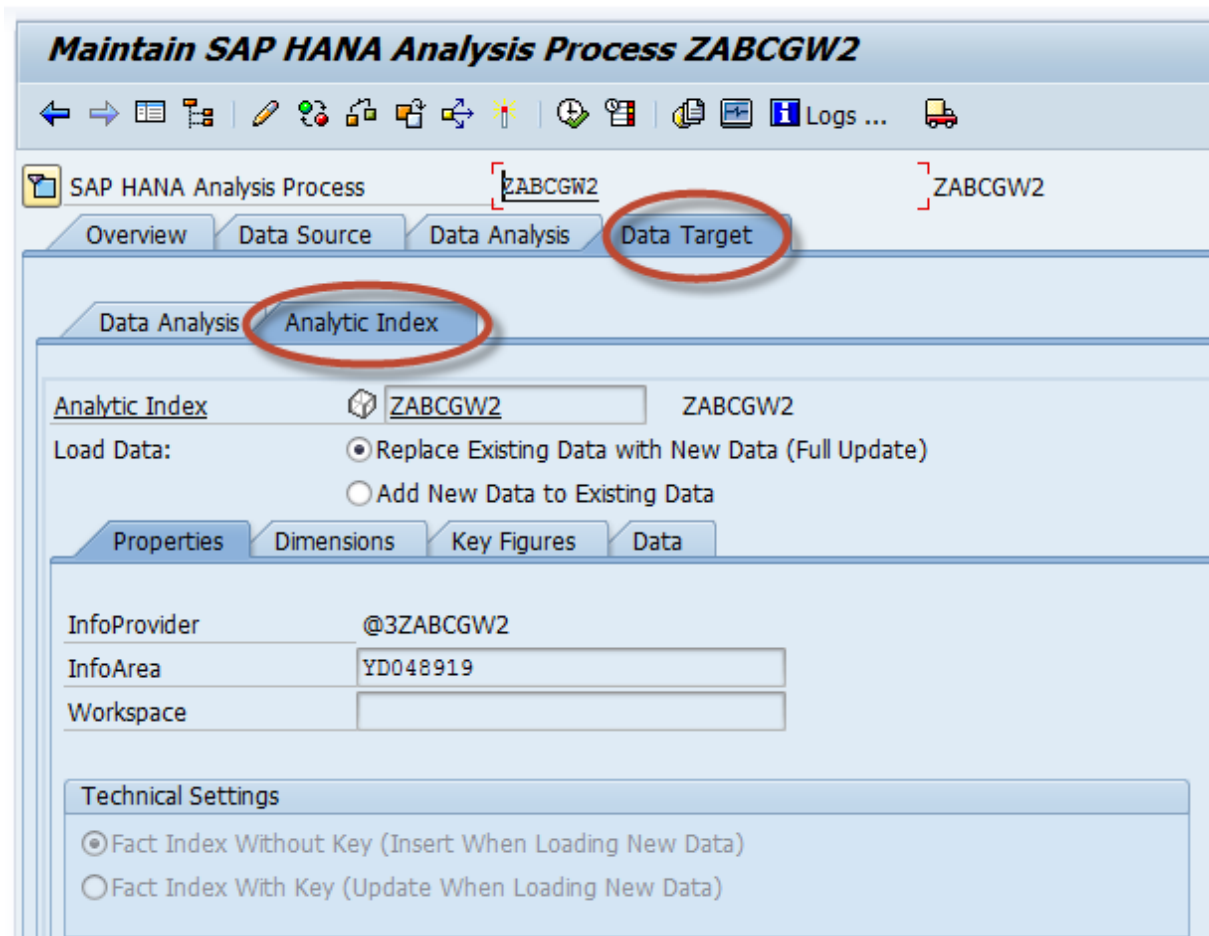 Maintain SAP HANA Analysis Process ZABCGW2
Logs ...
SAP HANA Analysis Process ZABCGW2 ZABCGW2
Overview Data Source Data Analysis Data Target
Data Analysis Analytic Index
Analytic Index ZABCGW2 ZABCGW2
Load Data: Replace Existing Data with New Data (Full Update)
Add New Data to Existing Data
Properties Dimensions Key Figures Data
InfoProvider @3ZABCGW2
InfoArea YD048919
Workspace
Technical Settings
Fact Index Without Key (Insert When Loading New Data)
Fact Index With Key (Update When Loading New Data)